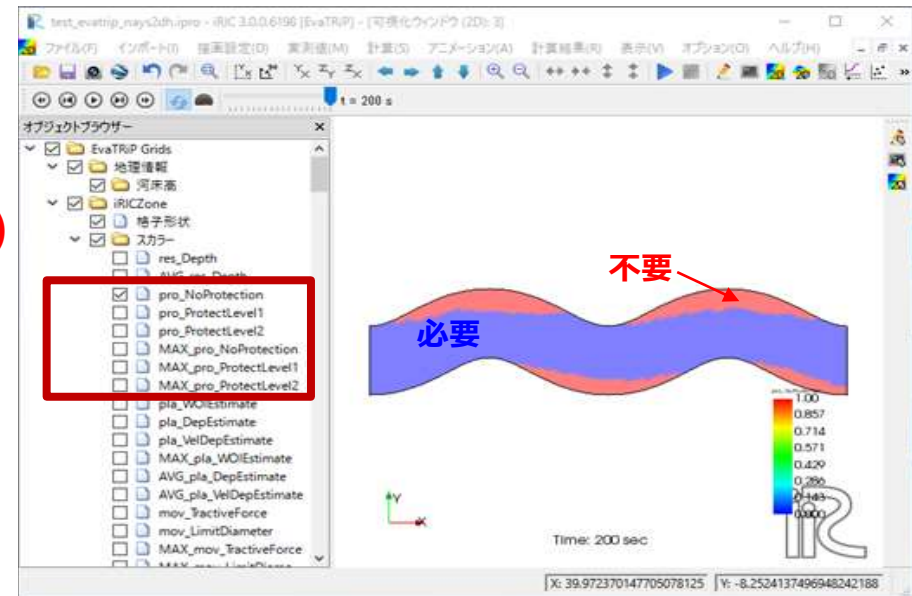 test_evatrip_nays2dh.ipro - iRIC 3.0.0.6196 [EvaTRiP] - [可視化ウィンドウ (2D): 3]
ファイル(F) インポート(I) 描画設定(D) 実測値(M) 計算(S) アニメーション(A) 計算結果(R) 表示(V) オプション(O) ヘルプ(H)
t = 200 s
オブジェクトブラウザー
EvaTRiP Grids
地理情報
河床高
iRICZone
格子形状
スカラー
res_Depth
AVG_res_Depth
pro_NoProtection
pro_ProtectLevel1
pro_ProtectLevel2
MAX_pro_NoProtection
MAX_pro_ProtectLevel1
MAX_pro_ProtectLevel2
pla_WOIEstimate
pla_DepEstimate
pla_VelDepEstimate
MAX_pla_WOIEstimate
AVG_pla_DepEstimate
AVG_pla_VelDepEstimate
mov_TractiveForce
mov_LimitDiameter
MAX_mov_TractiveForce
不要
必要
1.00
0.857
0.714
0.571
0.429
0.286
0.143
0.000
Y
X
Time: 200 sec
X: 39.972370147705078125
Y: -8.2524137496948242188